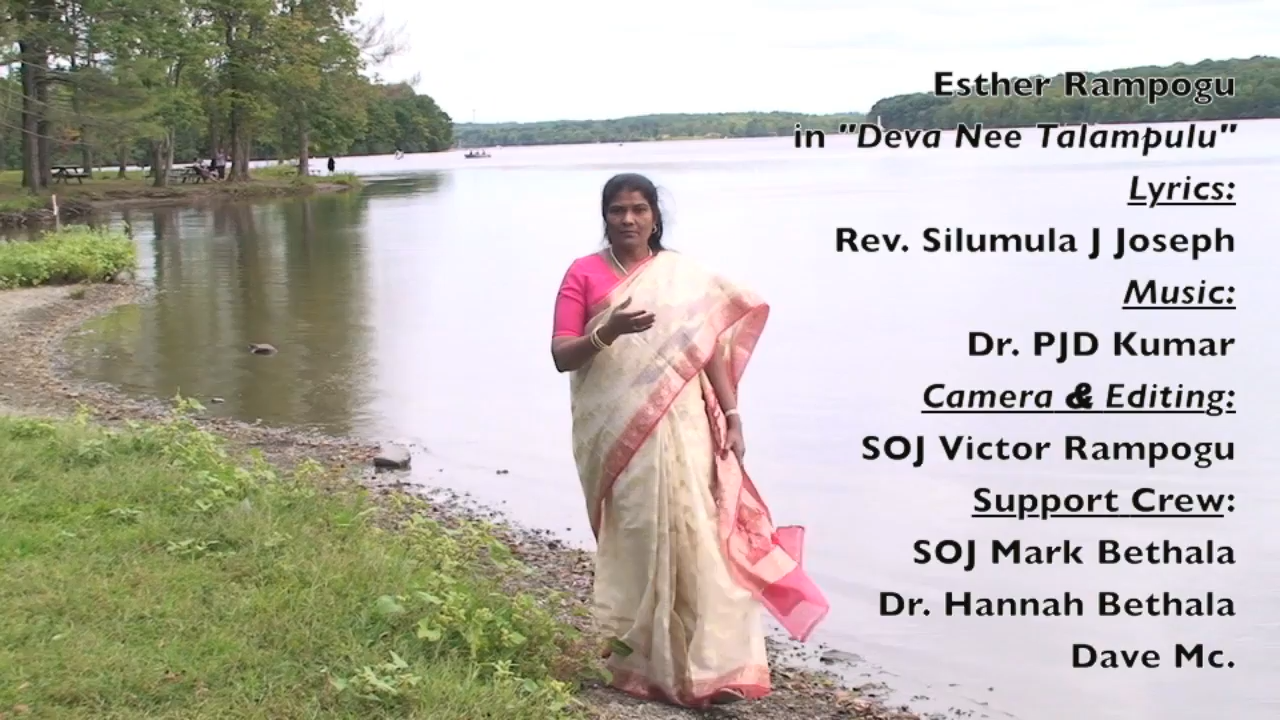 Esther Rampogu
in "Deva Nee Talampulu"
Lyrics:
Rev. Silumula J Joseph
Music:
Dr. PJD Kumar
Camera & Editing:
SOJ Victor Rampogu
Support Crew:
SOJ Mark Bethala
Dr. Hannah Bethala
Dave Mc.